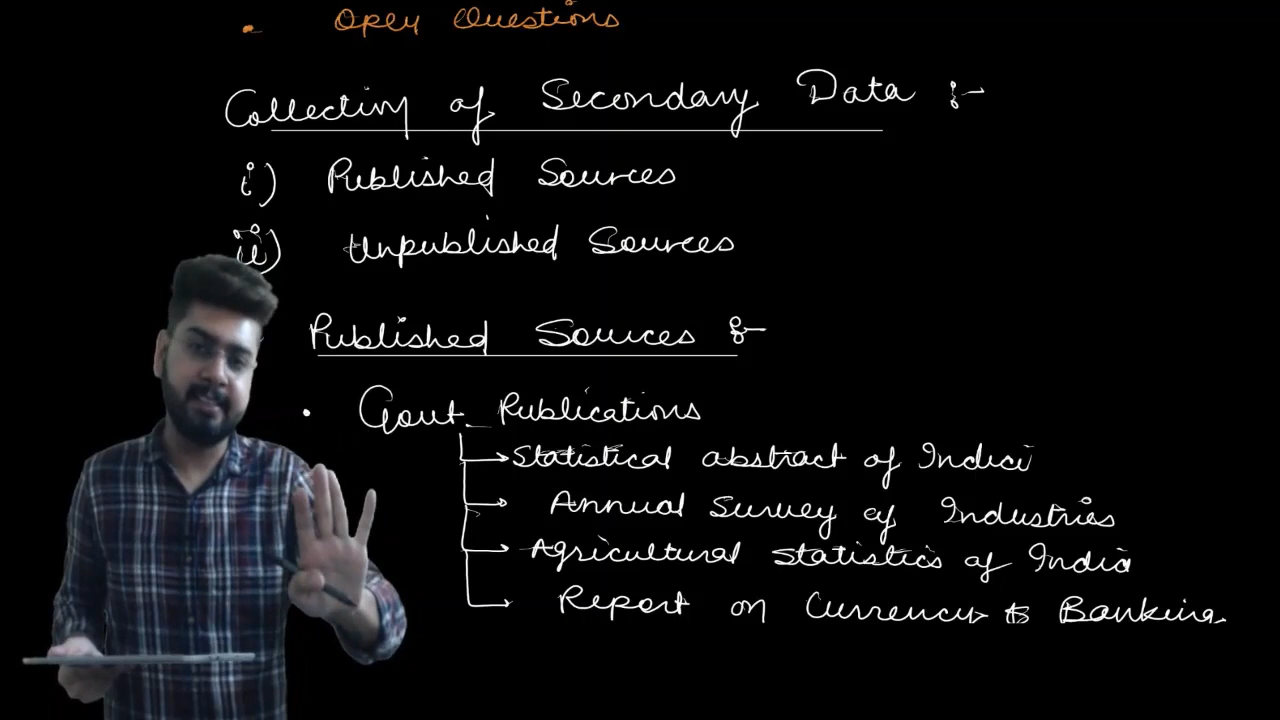 • Open Questions
Collection of Secondary Data :-
i) Published Sources
ii) Unpublished Sources
Published Sources :-
• Govt. Publications
→ Statistical abstract of India
→ Annual Survey of Industries
→ Agricultural Statistics of India
→ Report on Currency & Banking.